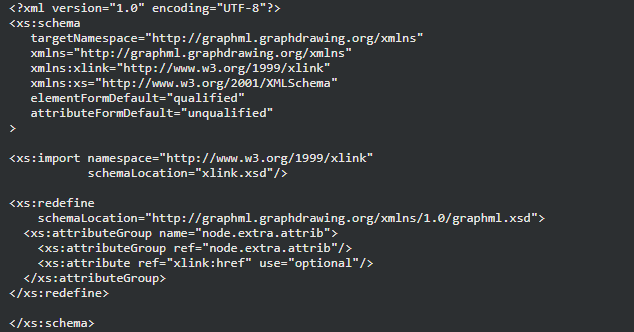 <?xml version="1.0" encoding="UTF-8"?>
<xs:schema
targetNamespace="http://graphml.graphdrawing.org/xmlns"
xmlns="http://graphml.graphdrawing.org/xmlns"
xmlns:xlink="http://www.w3.org/1999/xlink"
xmlns:xs="http://www.w3.org/2001/XMLSchema"
elementFormDefault="qualified"
attributeFormDefault="unqualified"
>
<xs:import namespace="http://www.w3.org/1999/xlink"
schemaLocation="xlink.xsd"/>
<xs:redefine
schemaLocation="http://graphml.graphdrawing.org/xmlns/1.0/graphml.xsd">
<xs:attributeGroup name="node.extra.attrib">
<xs:attributeGroup ref="node.extra.attrib"/>
<xs:attribute ref="xlink:href" use="optional"/>
</xs:attributeGroup>
</xs:redefine>
</xs:schema>